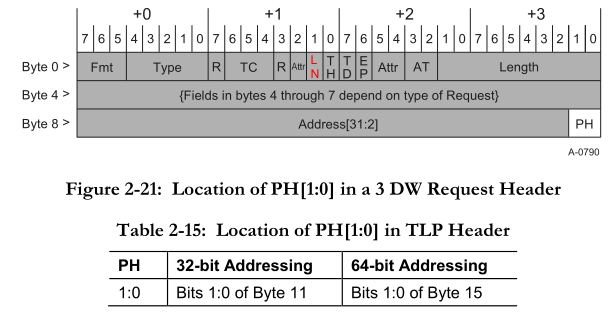 +0 +1 +2 +3
7 6 5 4 3 2 1 0 7 6 5 4 3 2 1 0 7 6 5 4 3 2 1 0 7 6 5 4 3 2 1 0
Byte 0 > Fmt Type R TC R Attr LN TH TD EP Attr AT Length
Byte 4 > {Fields in bytes 4 through 7 depend on type of Request}
Byte 8 > Address[31:2] PH
A-0790
Figure 2-21: Location of PH[1:0] in a 3 DW Request Header
Table 2-15: Location of PH[1:0] in TLP Header
PH 32-bit Addressing 64-bit Addressing
1:0 Bits 1:0 of Byte 11 Bits 1:0 of Byte 15